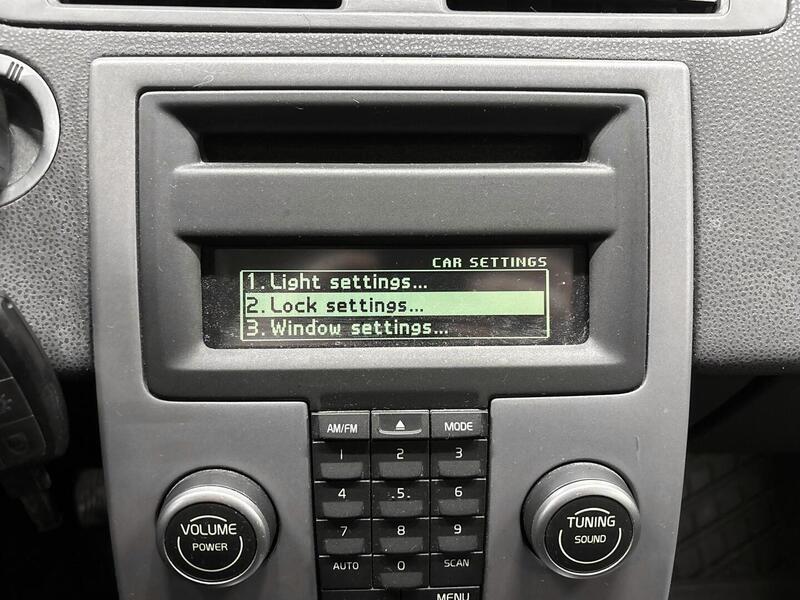 CAR SETTINGS
1. Light settings...
2. Lock settings...
3. Window settings...
AM/FM
MODE
1
2
3
4
.5.
6
7
8
9
AUTO
0
SCAN
MENU
VOLUME
POWER
TUNING
SOUND